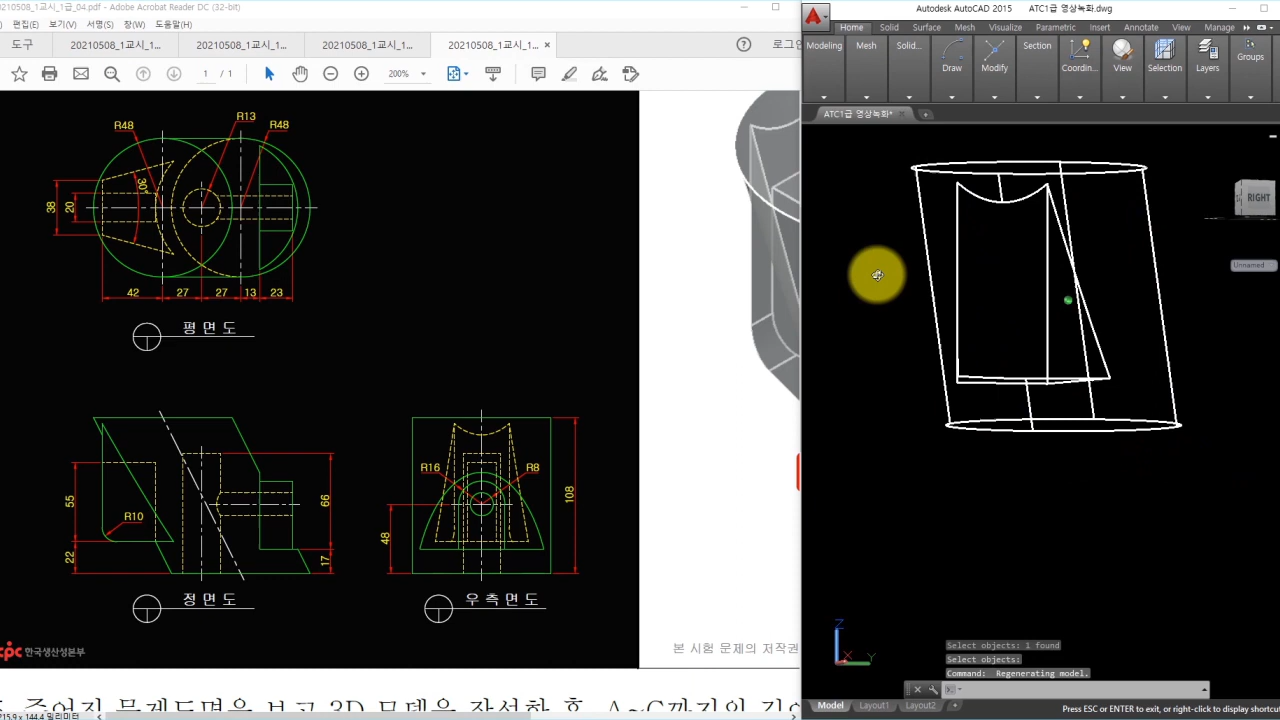 20210508_1교시_1급_04.pdf - Adobe Acrobat Reader DC (32-bit)
편집(E) 보기(V) 서명(S) 창(W) 도움말(H)
도구 20210508_1교시_1... 20210508_1교시_1... 20210508_1교시_1... 20210508_1교시_1... × ? 로그인
1 / 1 200%
R48 R13 R48
30°
38 20
42 27 27 13 23
평 면 도
55 R10 66
22 17
정 면 도
R16 R8
108
48
우 측 면 도
cpc 한국생산성본부
본 시험 문제의 저작권
215.9 x 144.4 밀리미터
Autodesk AutoCAD 2015 ATC1급 영상녹화.dwg
Home Solid Surface Mesh Visualize Parametric Insert Annotate View Manage
Modeling Mesh Solid... Draw Modify Section Coordin... View Selection Layers Groups
ATC1급 영상녹화*
RIGHT
Unnamed
Z
X Y
Select objects: 1 found
Select objects:
Command: Regenerating model.
Model Layout1 Layout2 +
Press ESC or ENTER to exit, or right-click to display shortcut